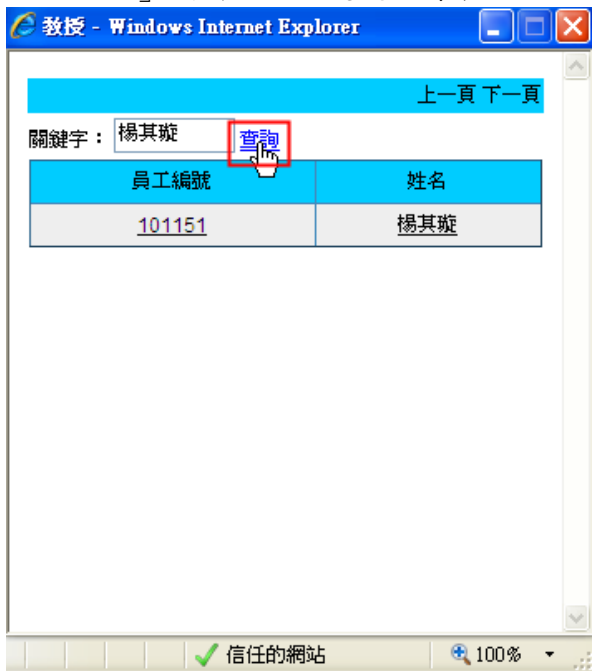 教授 - Windows Internet Explorer
上一頁 下一頁
關鍵字： 楊其璇 查詢
員工編號 姓名
101151 楊其璇
信任的網站 100%